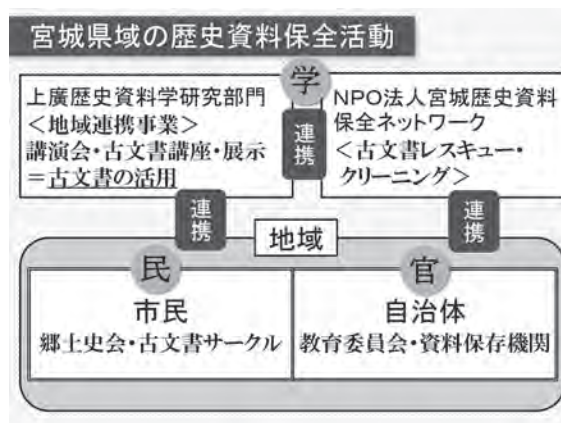 宮城県域の歴史資料保全活動
学
上廣歴史資料学研究部門
＜地域連携事業＞
講演会・古文書講座・展示
＝古文書の活用
連携
NPO法人宮城歴史資料
保全ネットワーク
＜古文書レスキュー・
クリーニング＞
連携
連携
地域
民
市民
郷土史会・古文書サークル
官
自治体
教育委員会・資料保存機関